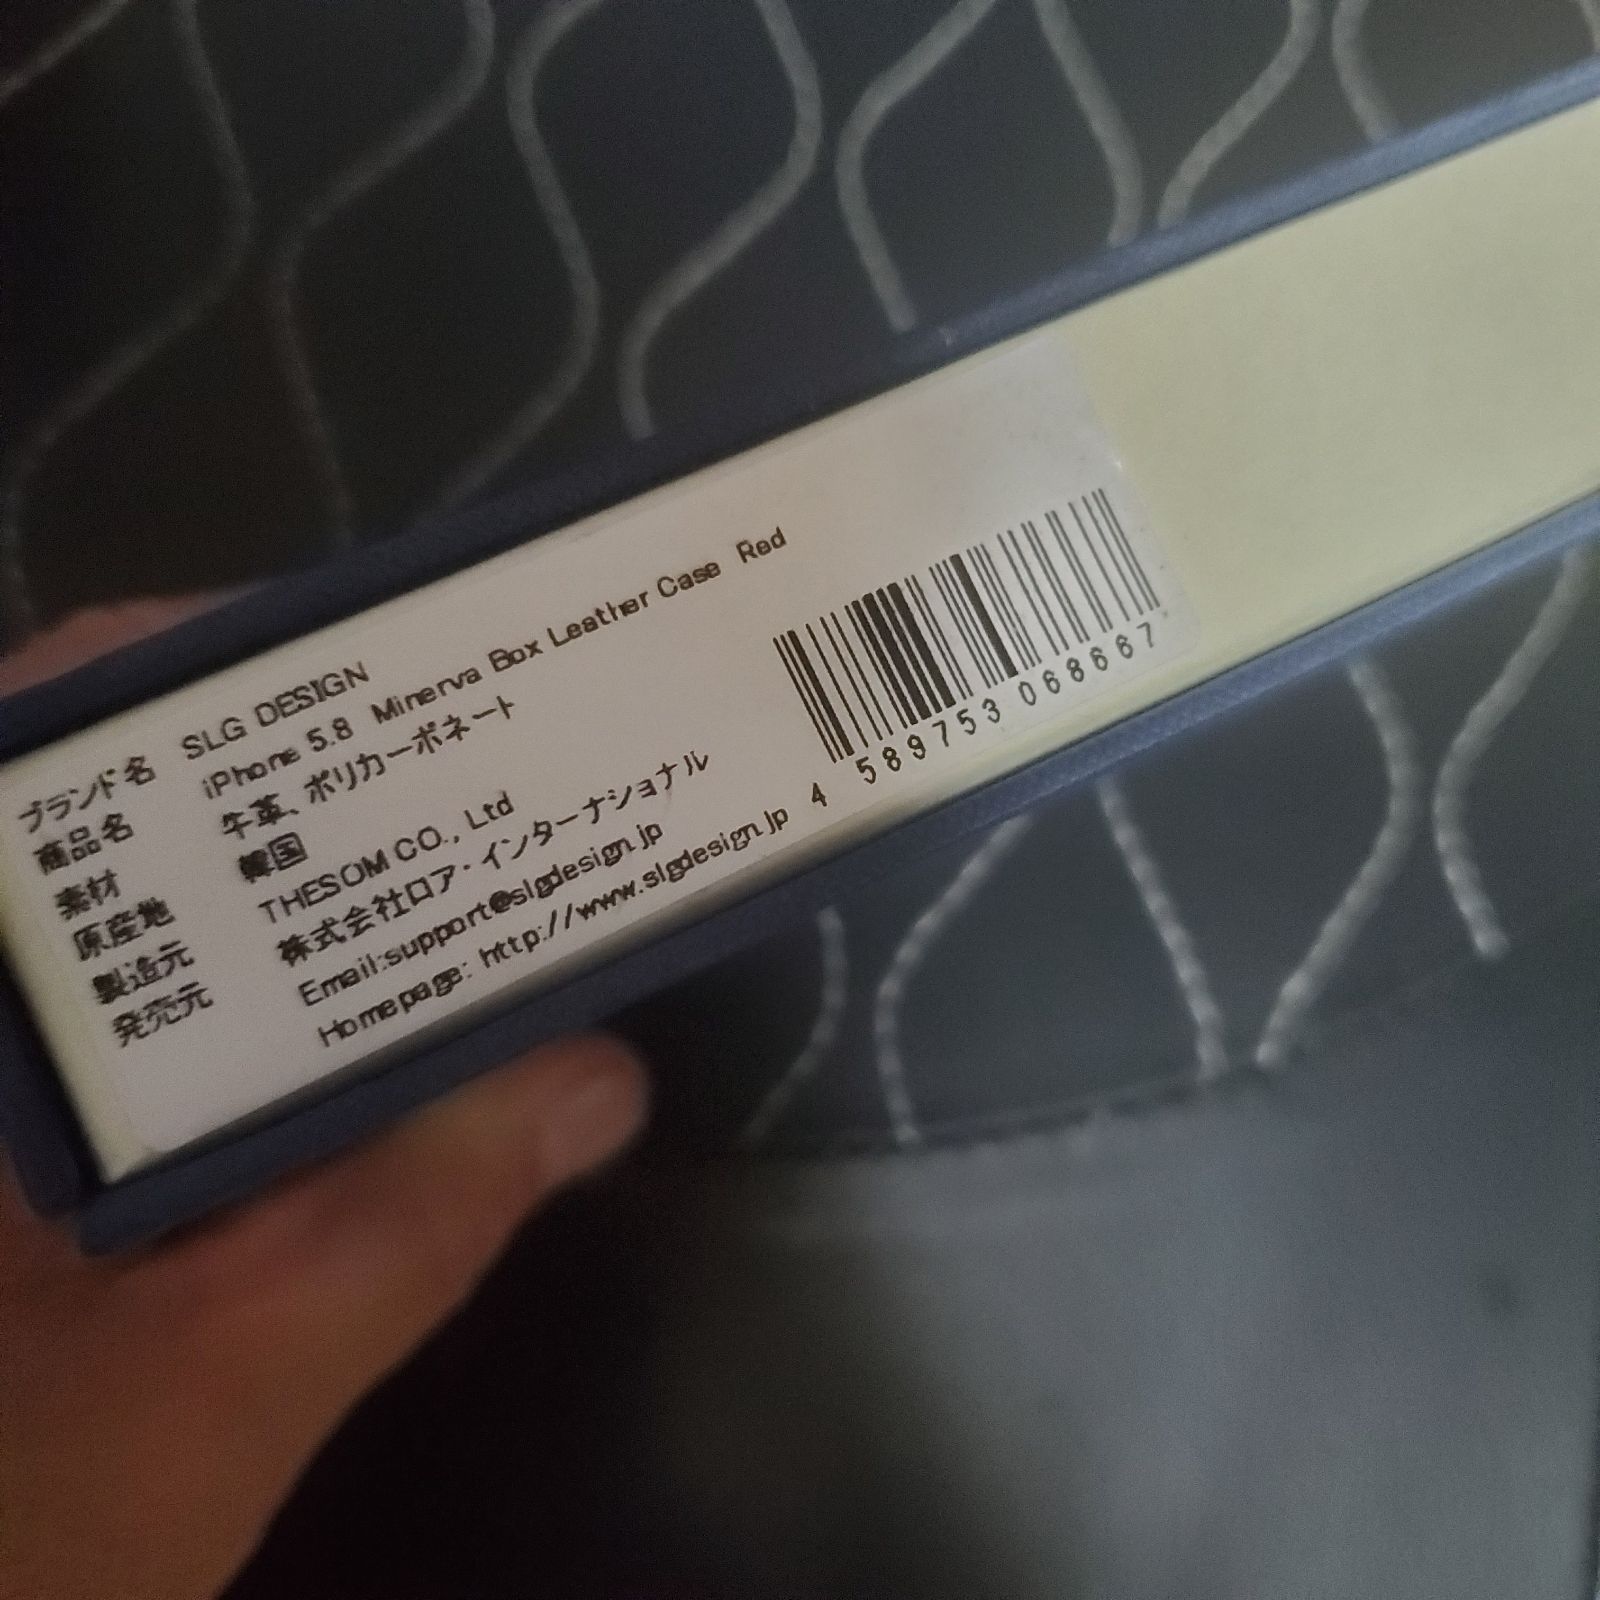 ブランド名 SLG DESIGN
商品名 iPhone 5.8 Minerva Box Leather Case Red
素材 牛革、ポリカーボネート
原産地 韓国
製造元 THESOM CO., Ltd
発売元 株式会社ロア・インターナショナル
Email:support@slgdesign.jp
Homepage: http://www.slgdesign.jp
4 589753 068667